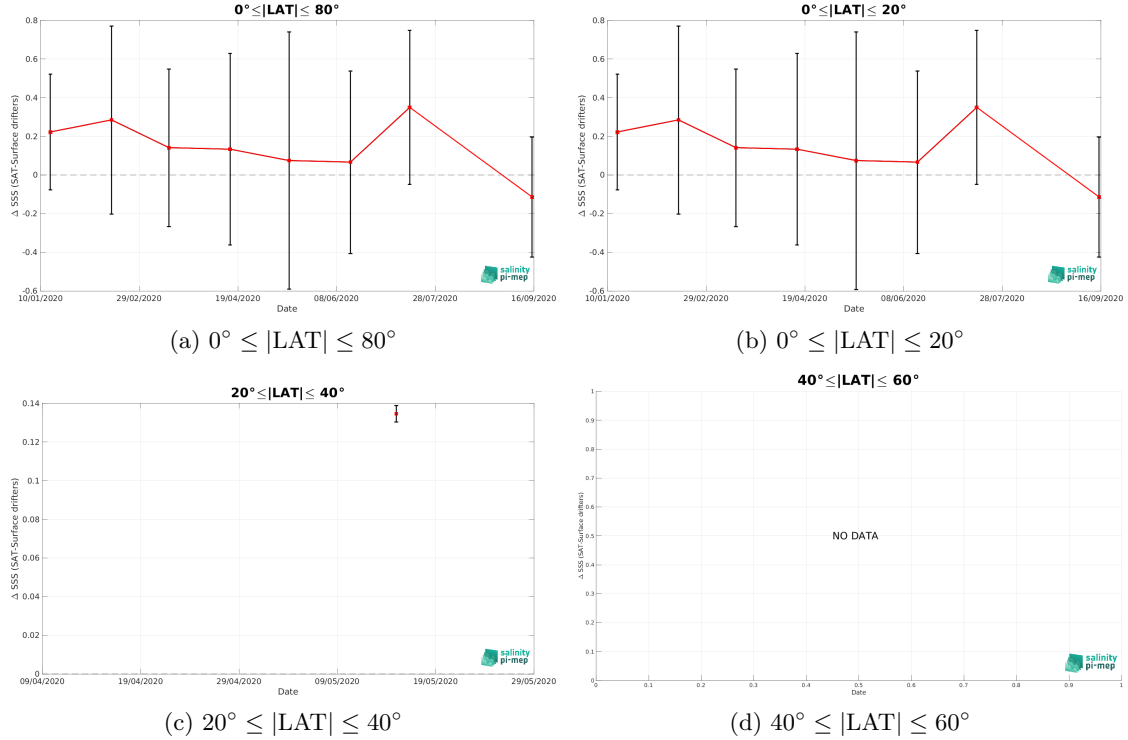 0°≤|LAT|≤ 80°
0.8
0.6
0.4
0.2
0
-0.2
-0.4
-0.6
Δ SSS (SAT-Surface drifters)
10/01/2020 29/02/2020 19/04/2020 08/06/2020 28/07/2020 16/09/2020
Date
salinity
pi-mep
(a) 0° ≤ |LAT| ≤ 80°
0°≤|LAT|≤ 20°
0.8
0.6
0.4
0.2
0
-0.2
-0.4
-0.6
Δ SSS (SAT-Surface drifters)
10/01/2020 29/02/2020 19/04/2020 08/06/2020 28/07/2020 16/09/2020
Date
salinity
pi-mep
(b) 0° ≤ |LAT| ≤ 20°
20°≤|LAT|≤ 40°
0.14
0.12
0.1
0.08
0.06
0.04
0.02
0
Δ SSS (SAT-Surface drifters)
09/04/2020 19/04/2020 29/04/2020 09/05/2020 19/05/2020 29/05/2020
Date
salinity
pi-mep
(c) 20° ≤ |LAT| ≤ 40°
40°≤|LAT|≤ 60°
1
0.9
0.8
0.7
0.6
0.5
0.4
0.3
0.2
0.1
0
Δ SSS (SAT-Surface drifters)
NO DATA
0 0.1 0.2 0.3 0.4 0.5 0.6 0.7 0.8 0.9 1
Date
salinity
pi-mep
(d) 40° ≤ |LAT| ≤ 60°